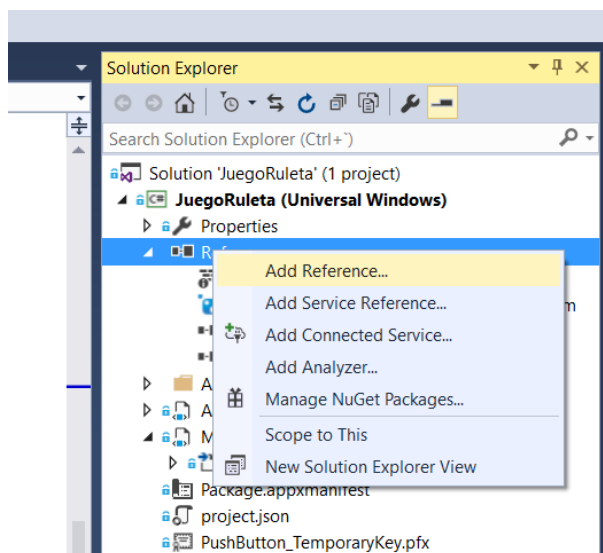 Solution Explorer
Search Solution Explorer (Ctrl+`)
Solution 'JuegoRuleta' (1 project)
C# JuegoRuleta (Universal Windows)
Properties
Add Reference...
Add Service Reference...
m
Add Connected Service...
Add Analyzer...
A
Manage NuGet Packages...
A
Scope to This
M
New Solution Explorer View
Package.appxmanifest
project.json
PushButton_TemporaryKey.pfx